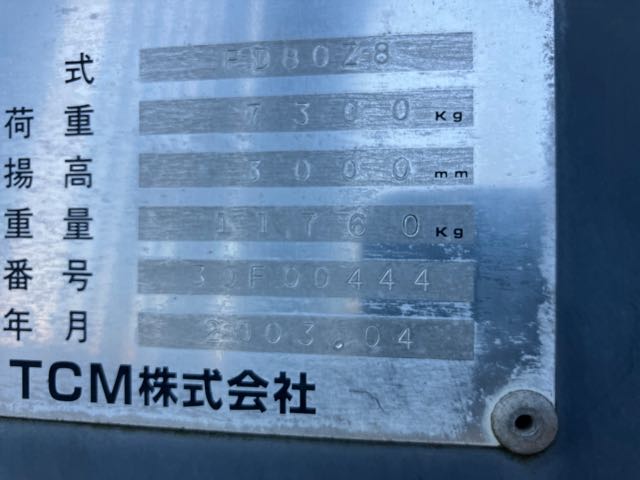 式 FD80Z8
荷重 7300 Kg
揚高 3000 mm
重量 11760 Kg
番号 3DF00444
年月 2003.04
TCM株式会社